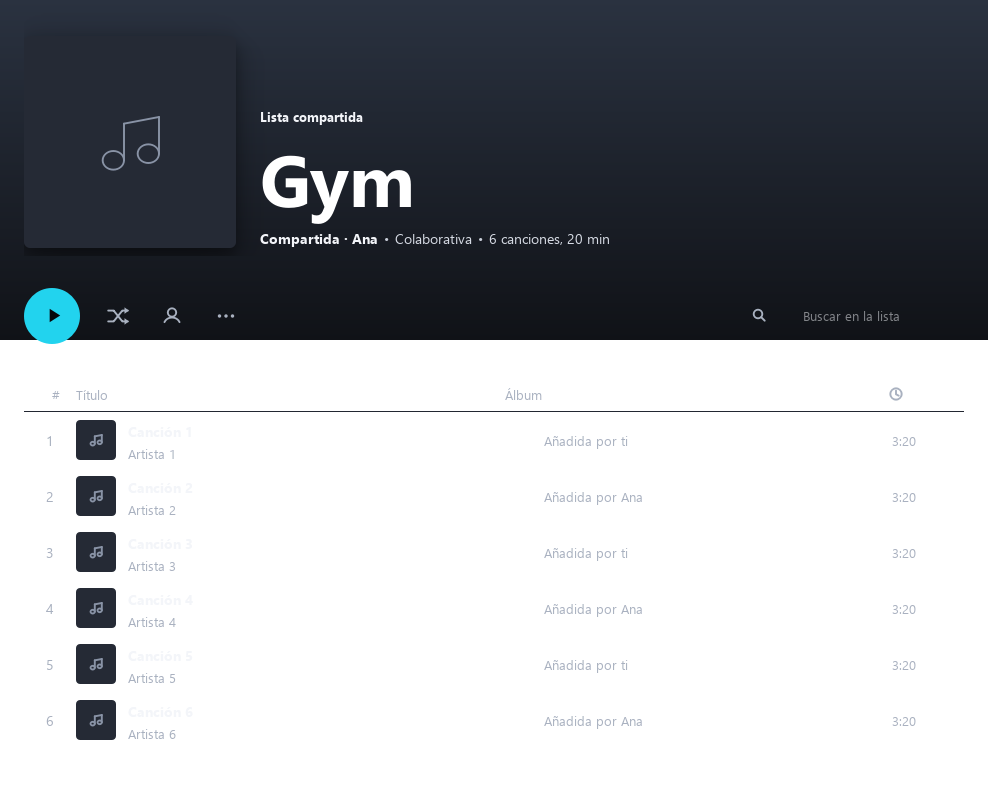 Lista compartida
Gym
Compartida · Ana • Colaborativa • 6 canciones, 20 min
Buscar en la lista
# Título Álbum
1 Canción 1 Añadida por ti 3:20
Artista 1
2 Canción 2 Añadida por Ana 3:20
Artista 2
3 Canción 3 Añadida por ti 3:20
Artista 3
4 Canción 4 Añadida por Ana 3:20
Artista 4
5 Canción 5 Añadida por ti 3:20
Artista 5
6 Canción 6 Añadida por Ana 3:20
Artista 6